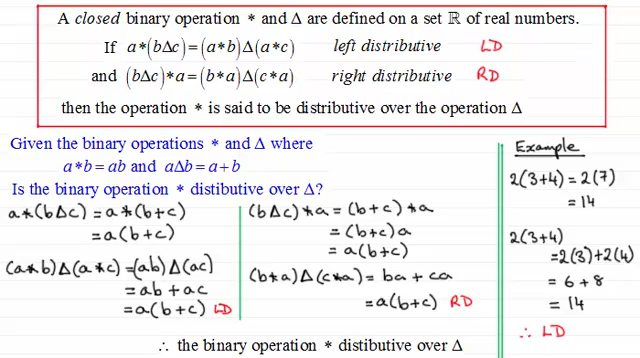 A closed binary operation * and Δ are defined on a set ℝ of real numbers.
If a*(bΔc)=(a*b)Δ(a*c) left distributive LD
and (bΔc)*a=(b*a)Δ(c*a) right distributive RD
then the operation * is said to be distributive over the operation Δ
Given the binary operations * and Δ where
a*b=ab and aΔb=a+b
Is the binary operation * distibutive over Δ?
a*(bΔc)=a*(b+c)
=a(b+c)
(a*b)Δ(a*c)=(ab)Δ(ac)
=ab+ac
=a(b+c) LD
(bΔc)*a=(b+c)*a
=(b+c)a
=a(b+c)
(b*a)Δ(c*a)=ba+ca
=a(b+c) RD
∴ the binary operation * distributive over Δ
Example
2(3+4)=2(7)
=14
2(3+4)
=2(3)+2(4)
=6+8
=14
∴ LD